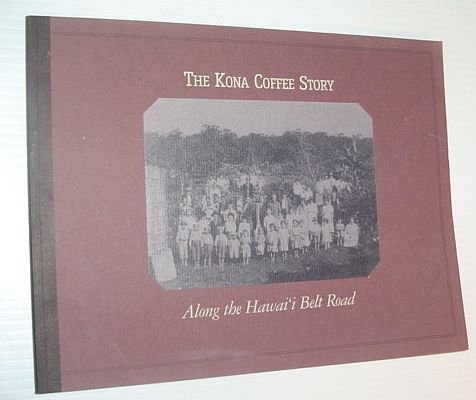 THE KONA COFFEE STORY
Along the Hawai‘i Belt Road